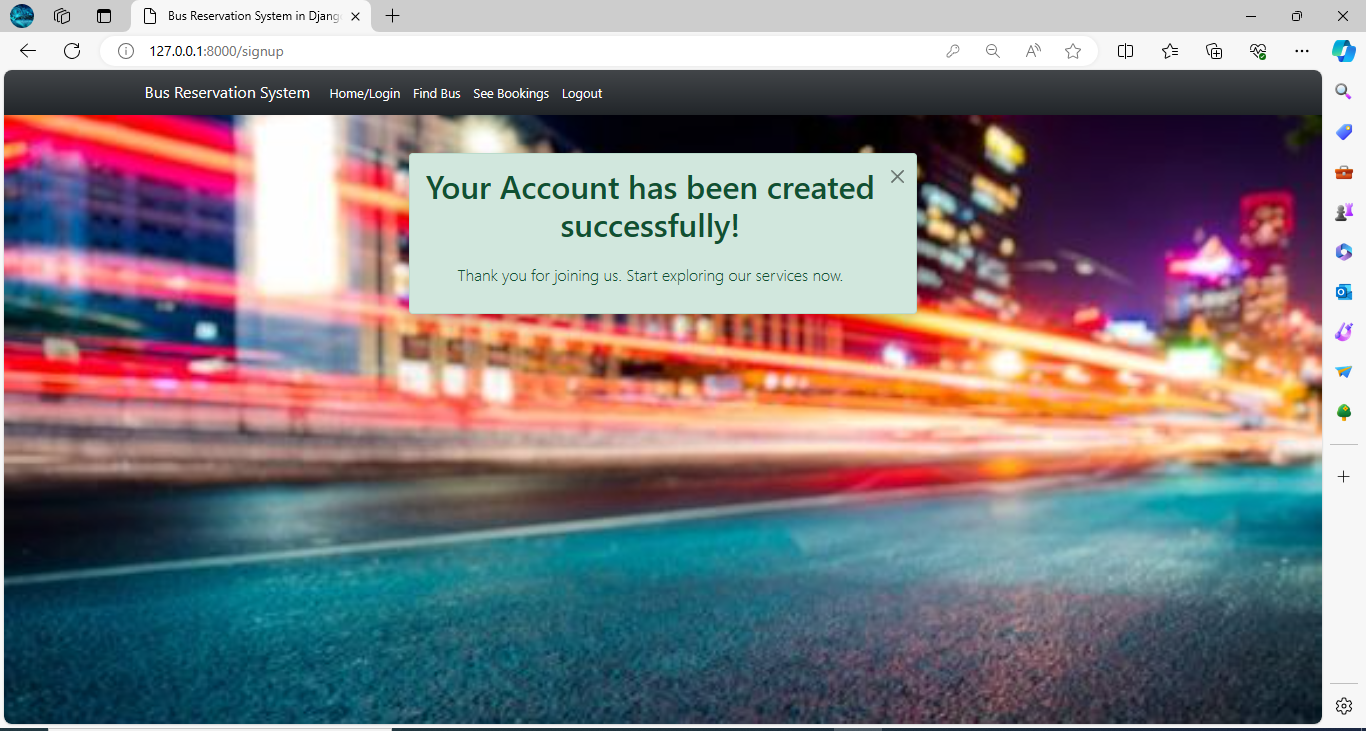 Bus Reservation System in Djang
127.0.0.1:8000/signup
Bus Reservation System Home/Login Find Bus See Bookings Logout
Your Account has been created
successfully!
Thank you for joining us. Start exploring our services now.